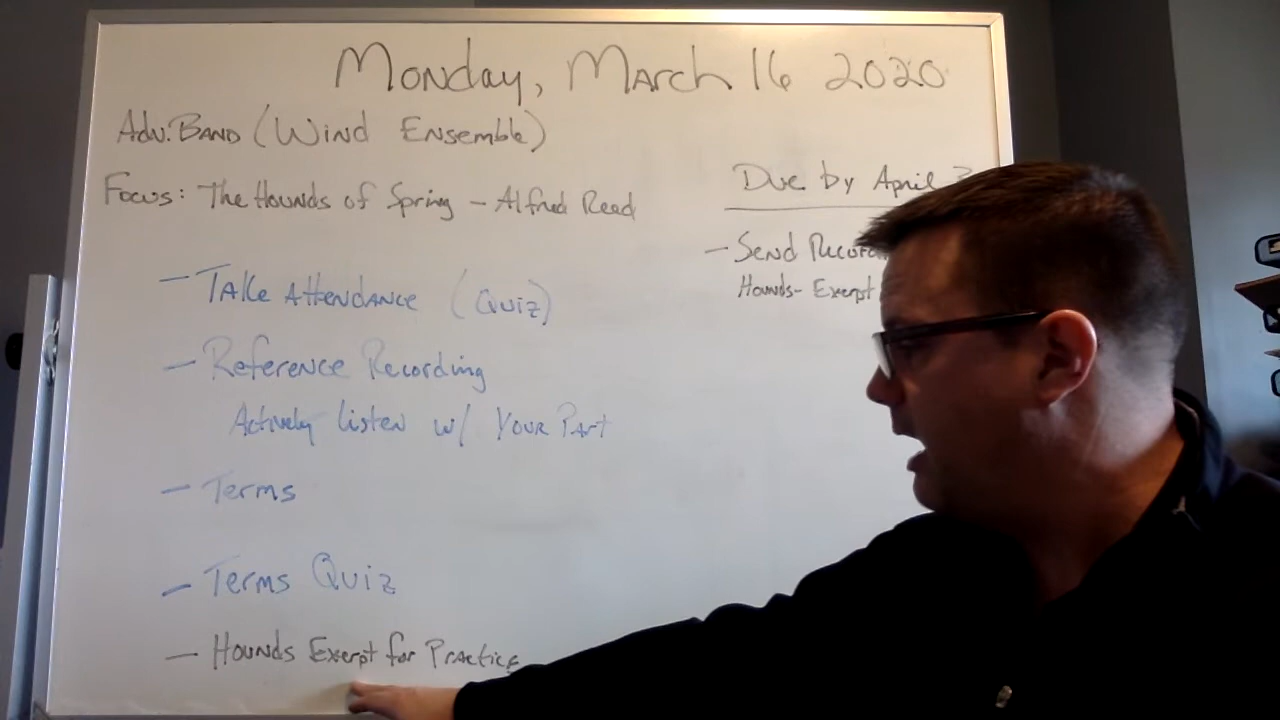 Monday, March 16 2020
Adv. Band (Wind Ensemble)
Focus: The Hounds of Spring - Alfred Reed
- Take Attendance (Quiz)
- Reference Recording
Actively listen w/ Your Part
- Terms
- Terms Quiz
- Hounds Exerpt for Practice
Due by April
- Send
Hounds- Exerpt